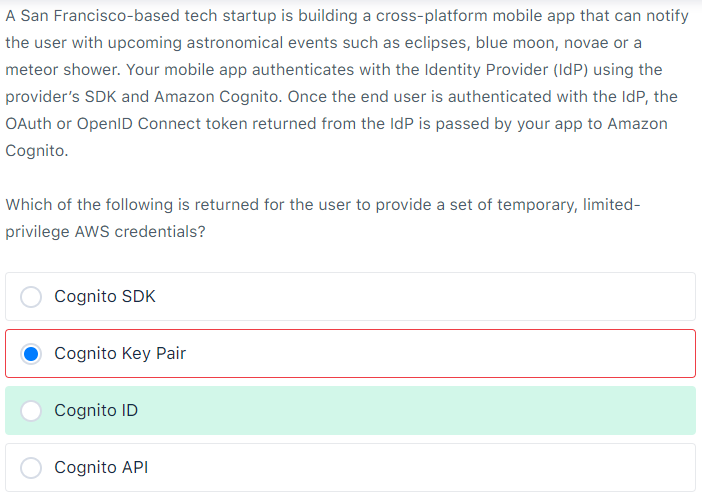 A San Francisco-based tech startup is building a cross-platform mobile app that can notify
the user with upcoming astronomical events such as eclipses, blue moon, novae or a
meteor shower. Your mobile app authenticates with the Identity Provider (IdP) using the
provider’s SDK and Amazon Cognito. Once the end user is authenticated with the IdP, the
OAuth or OpenID Connect token returned from the IdP is passed by your app to Amazon
Cognito.
Which of the following is returned for the user to provide a set of temporary, limited-
privilege AWS credentials?
Cognito SDK
Cognito Key Pair
Cognito ID
Cognito API